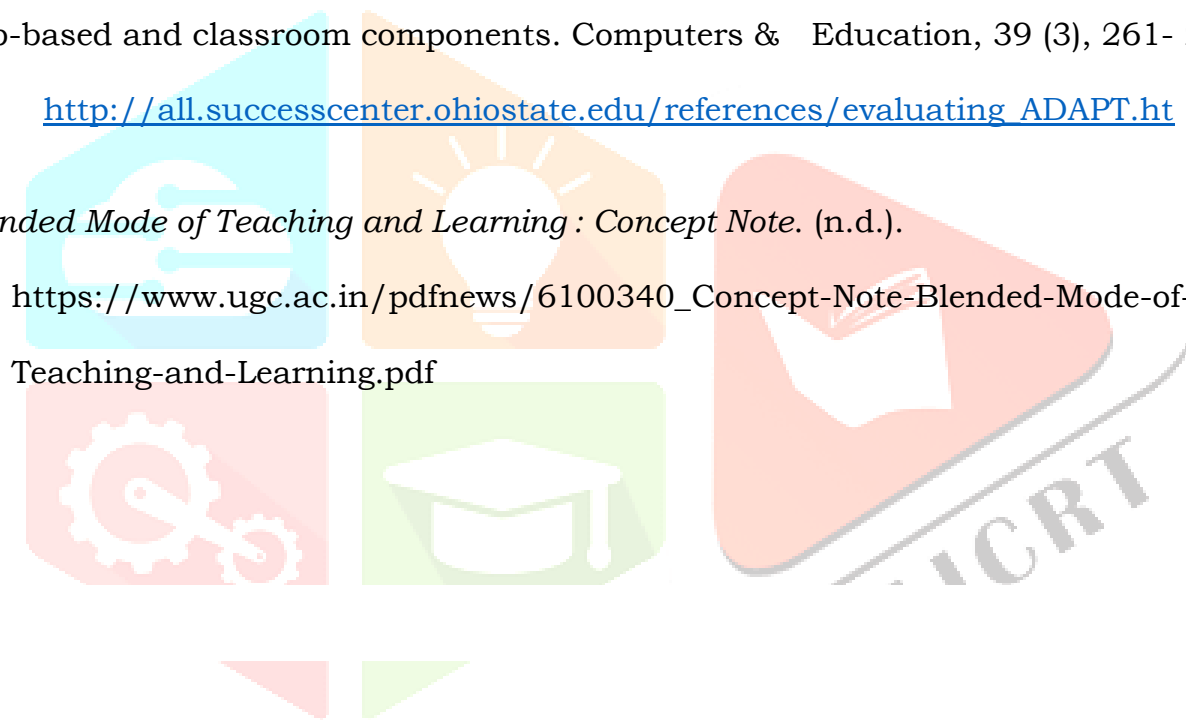 -based and classroom components. Computers & Education, 39 (3), 261-
http://all.successcenter.ohiostate.edu/references/evaluating_ADAPT.ht
nded Mode of Teaching and Learning : Concept Note. (n.d.).
https://www.ugc.ac.in/pdfnews/6100340_Concept-Note-Blended-Mode-of-
Teaching-and-Learning.pdf
IJCRT